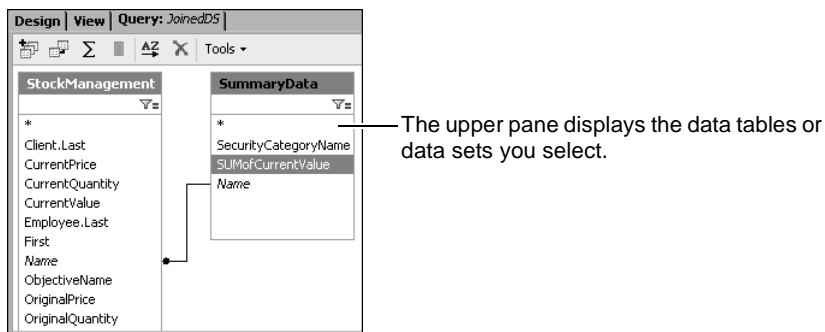 Design | View | Query: JoinedDS
Tools
StockManagement
*
Client.Last
CurrentPrice
CurrentQuantity
CurrentValue
Employee.Last
First
Name
ObjectiveName
OriginalPrice
OriginalQuantity
SummaryData
*
SecurityCategoryName
SUMofCurrentValue
Name
The upper pane displays the data tables or
data sets you select.